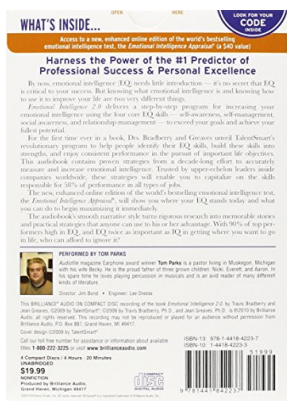 OPEN HERE
WHAT'S INSIDE...
LOOK FOR YOUR
CODE
INSIDE
Access to a new, enhanced online edition of the world's bestselling
emotional intelligence test, the Emotional Intelligence Appraisal (a $40 value)
Harness the Power of the #1 Predictor of
Professional Success & Personal Excellence
By now, emotional intelligence (EQ) needs little introduction — it's no secret that EQ
is critical to your success. But knowing what emotional intelligence is and knowing how
to use it to improve your life are two very different things.
Emotional Intelligence 2.0 delivers a step-by-step program for increasing your
emotional intelligence using the four core EQ skills — self-awareness, self-management,
social awareness, and relationship management — to exceed your goals and achieve your
fullest potential.
For the first time ever in a book, Drs. Bradberry and Greaves unveil TalentSmart's
revolutionary program to help people identify their EQ skills, build these skills into
strengths, and enjoy consistent performance in the pursuit of important life objectives.
This audiobook contains proven strategies from a decade-long effort to accurately
measure and increase emotional intelligence. Trusted by upper-echelon leaders inside
companies worldwide, these strategies will enable you to capitalize on the skills
responsible for 58% of performance in all types of jobs.
The new, enhanced online edition of the world's bestselling emotional intelligence test,
the Emotional Intelligence Appraisal, will show you where your EQ stands today and what
you can do to begin maximizing it immediately.
The audiobook's smooth narrative style turns rigorous research into memorable stories
and practical strategies that anyone can use to his or her advantage. With 90% of top per-
formers high in EQ, and EQ twice as important as IQ in getting where you want to go
in life, who can afford to ignore it?
PERFORMED BY TOM PARKS
Audiofile magazine Earphone award winner Tom Parks is a pastor living in Muskegon, Michigan
with his wife Becky. He is the proud father of three grown children: Nicki, Everett, and Aaron. In
his spare time he loves playing percussion in musicals and is an avid reader of many different
kinds of literature.
Director: Jim Bond • Engineer: Lee Dreese
This BRILLIANCE AUDIO ON COMPACT DISC recording of the book Emotional Intelligence 2.0 by Travis Bradberry and
Jean Greaves, ©2009 by TalentSmart, ©2009 by Travis Bradberry, Ph.D., and Jean Greaves, Ph.D., is ℗2010 by Brilliance
Audio, all rights reserved. This recording may not be reproduced or played for an audience without permission from
Brilliance Audio, P.O. Box 887, Grand Haven, MI 49417.
Cover design ©2009 by TalentSmart
Call our toll free number for assistance or information about available
titles 1-800-222-3225 or visit www.brillianceaudio.com
4 Compact Discs / 4 Hours · 20 Minutes
UNABRIDGED
$19.99
NONFICTION
Produced by Brilliance Audio,
Grand Haven, Michigan 49417
COMPACT
disc
DIGITAL AUDIO
ISBN-13: 978-1-4418-4223-7
ISBN-10: 1-4418-4223-3
51999
9 781441 842237